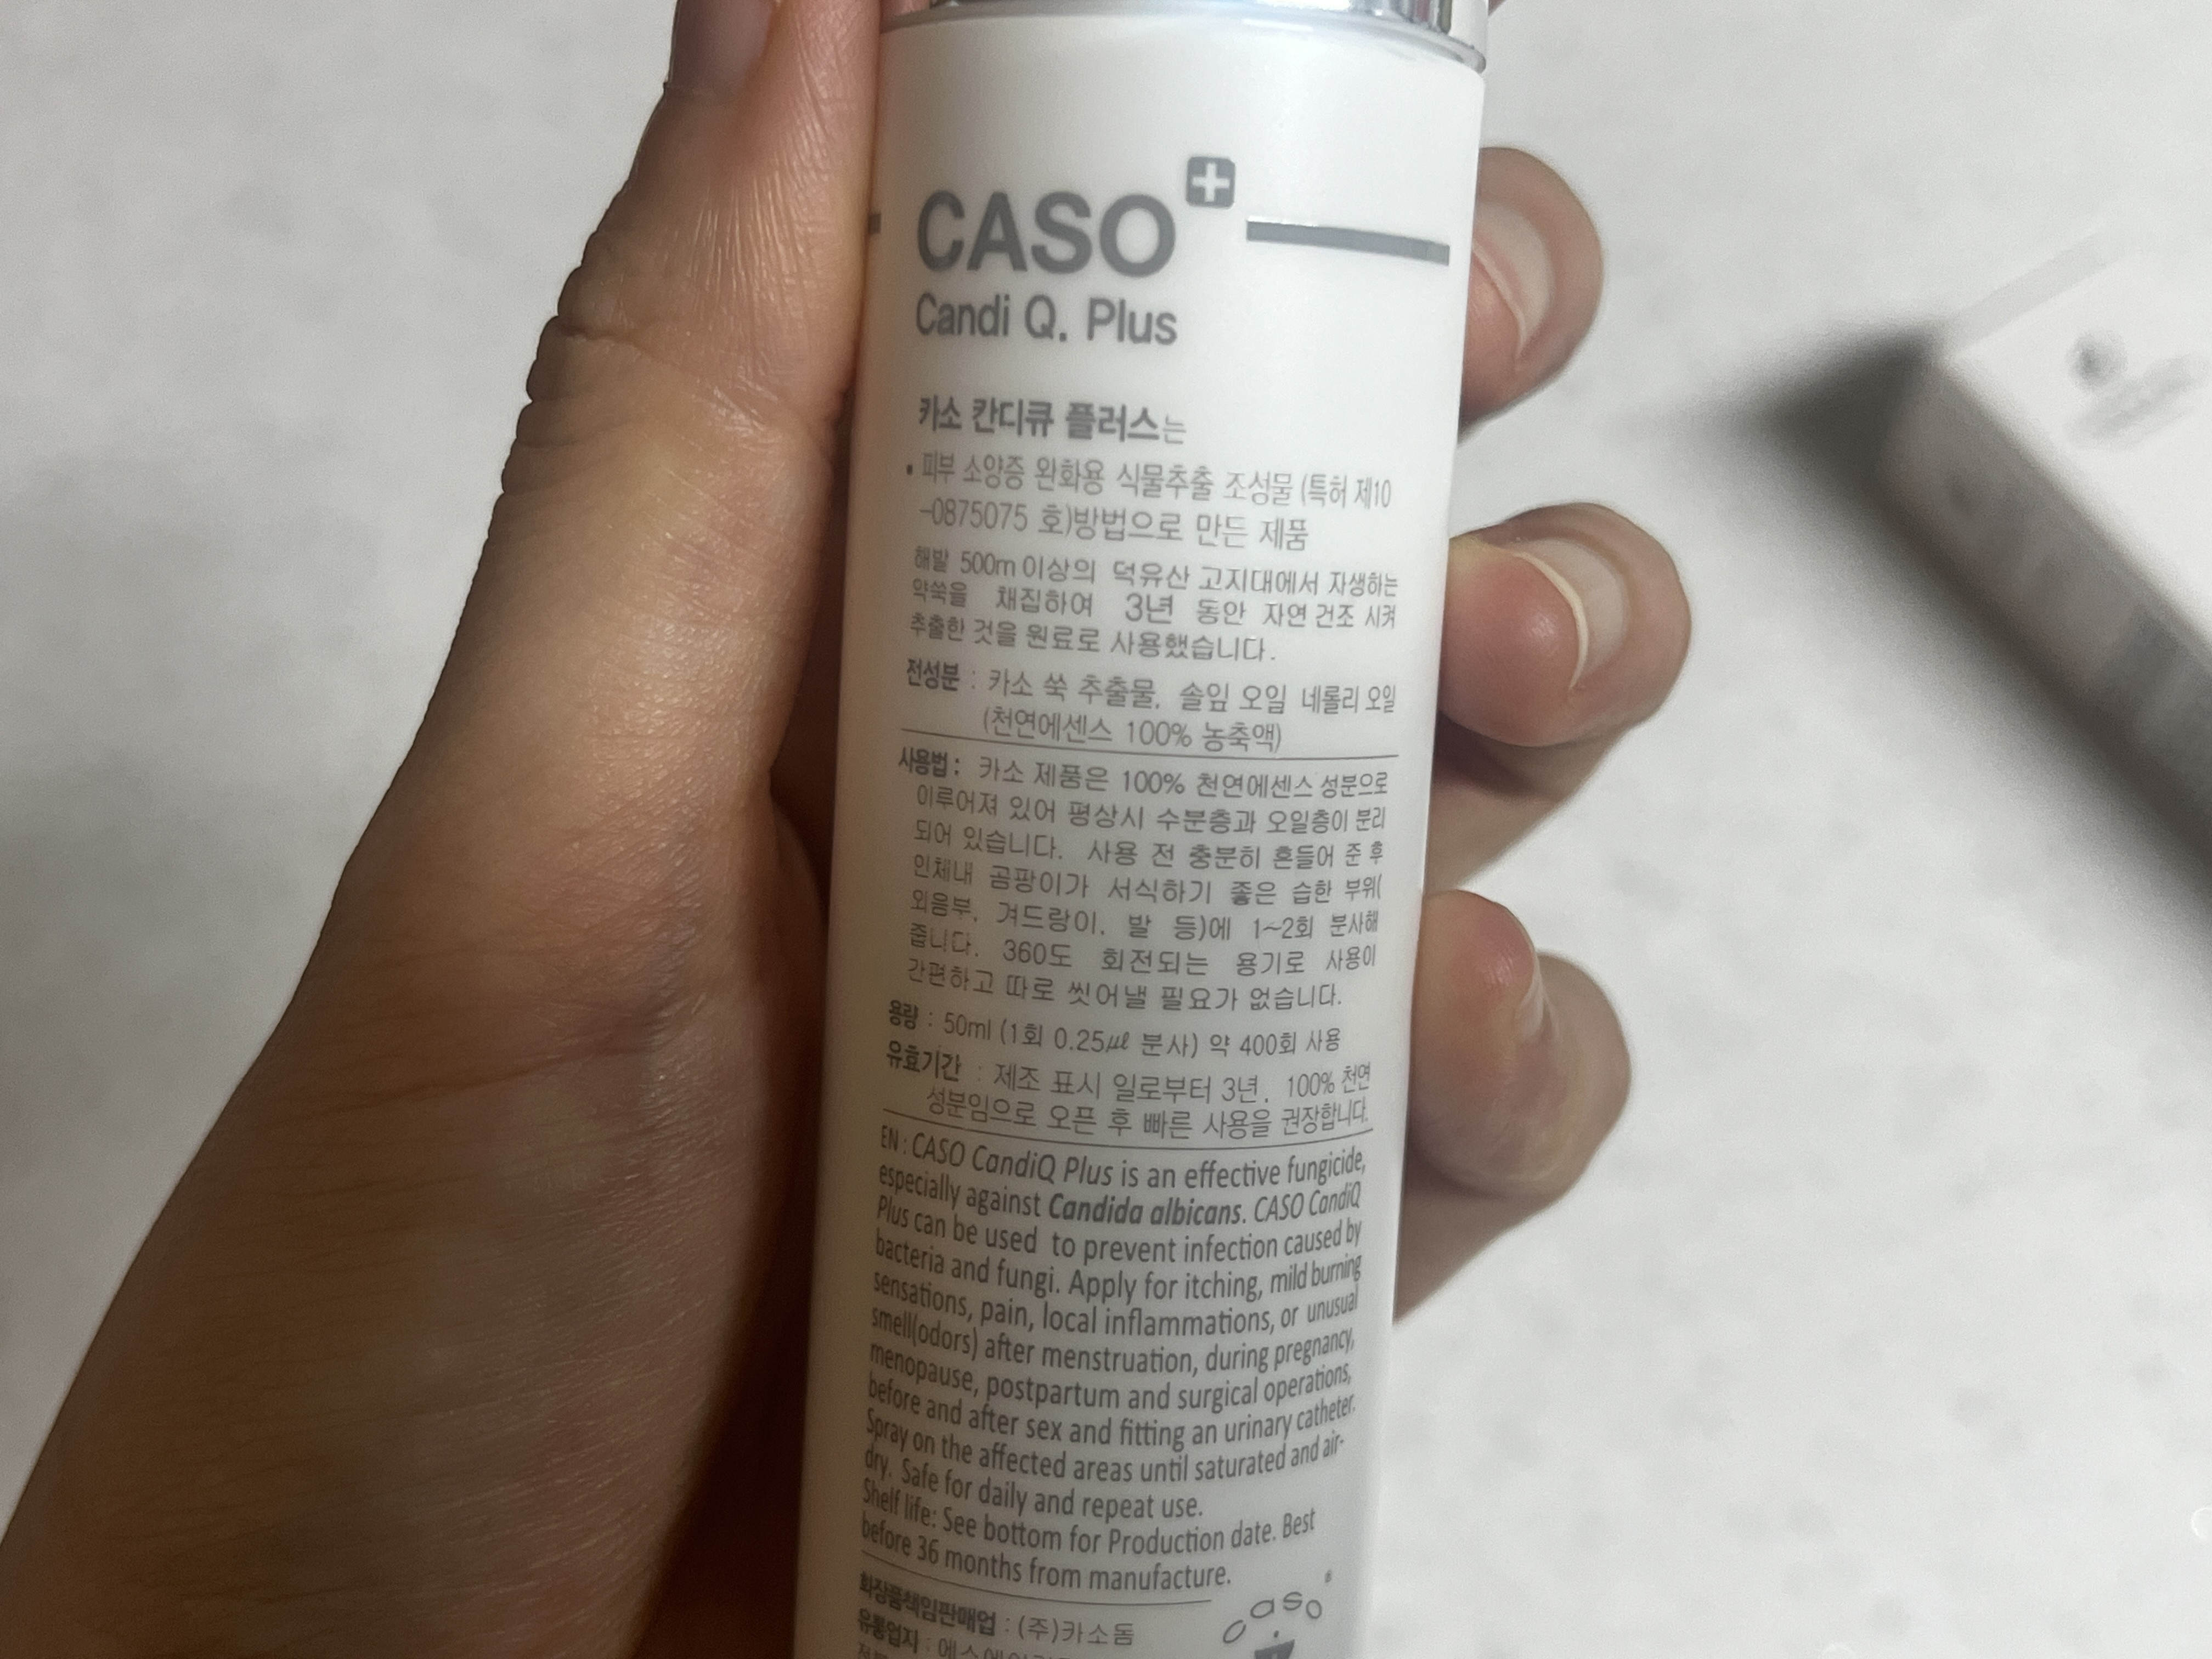 CASO
Candi Q. Plus
카소 칸디큐 플러스는
• 피부 소양증 완화용 식물추출 조성물 (특허 제10
-0875075 호)방법으로 만든 제품
해발 500m 이상의 덕유산 고지대에서 자생하는
약쑥을 채집하여 3년 동안 자연 건조 시켜
추출한 것을 원료로 사용했습니다.
전성분 : 카소 쑥 추출물, 솔잎 오일 네롤리 오일
(천연에센스 100% 농축액)
사용법 : 카소 제품은 100% 천연에센스 성분으로
이루어져 있어 평상시 수분층과 오일층이 분리
되어 있습니다. 사용 전 충분히 흔들어 준 후
인체내 곰팡이가 서식하기 좋은 습한 부위(
외음부, 겨드랑이, 발 등)에 1~2회 분사해
줍니다. 360도 회전되는 용기로 사용이
간편하고 따로 씻어낼 필요가 없습니다.
용량 : 50ml (1회 0.25㎕ 분사) 약 400회 사용
유효기간 : 제조 표시 일로부터 3년, 100% 천연
성분임으로 오픈 후 빠른 사용을 권장합니다.
EN : CASO CandiQ Plus is an effective fungicide,
especially against Candida albicans. CASO CandiQ
Plus can be used to prevent infection caused by
bacteria and fungi. Apply for itching, mild burning
sensations, pain, local inflammations, or unusual
smell(odors) after menstruation, during pregnancy,
menopause, postpartum and surgical operations,
before and after sex and fitting an urinary catheter.
Spray on the affected areas until saturated and air-
dry. Safe for daily and repeat use.
Shelf life: See bottom for Production date. Best
before 36 months from manufacture.
화장품책임판매업 : (주)카소돔
caso®
유통업자 :